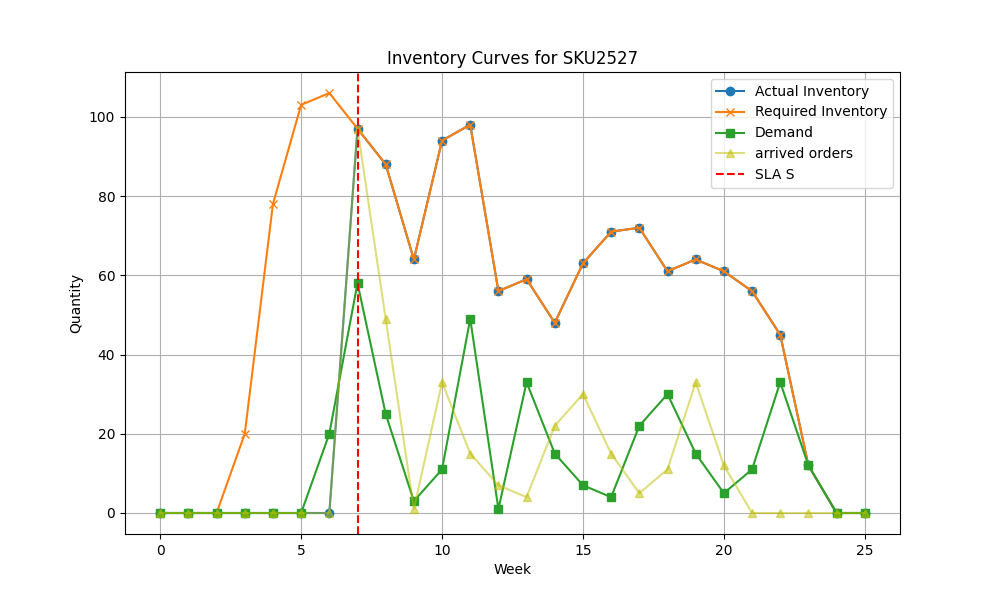 Inventory Curves for SKU2527
Actual Inventory
Required Inventory
Demand
arrived orders
SLA S
Quantity
100
80
60
40
20
0
0 5 10 15 20 25
Week